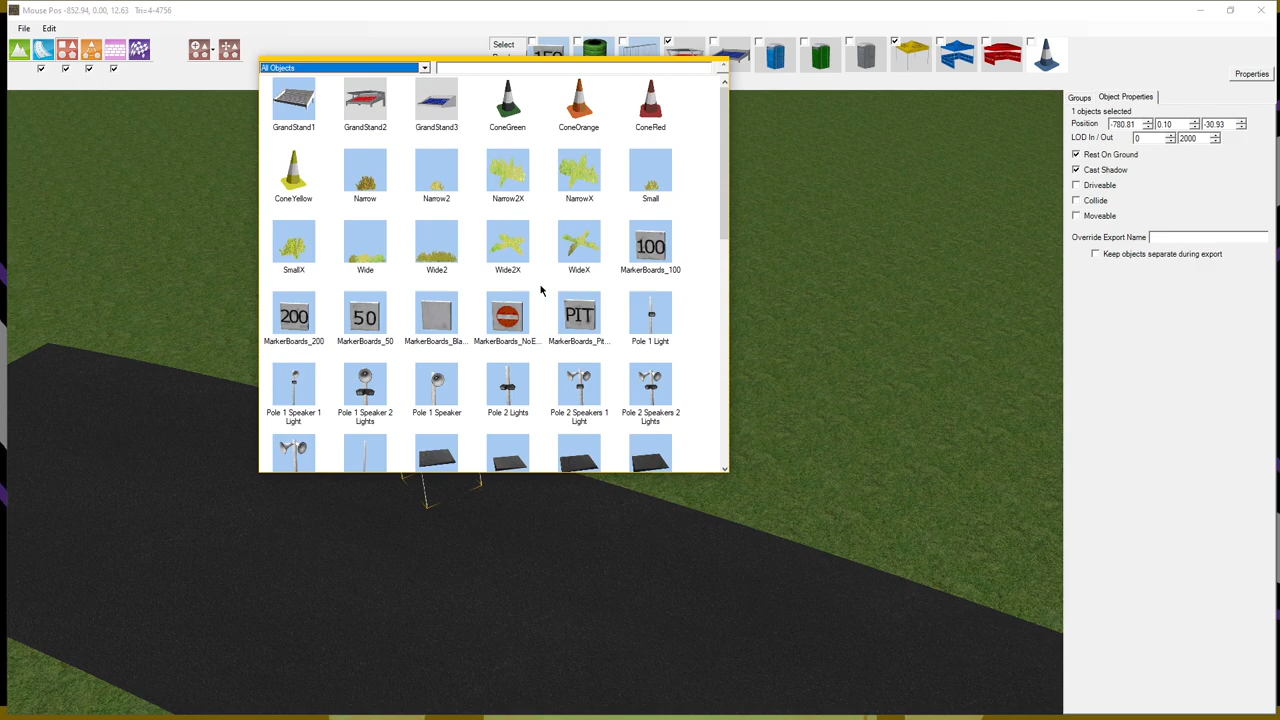 Mouse Pos -852.94, 0.00, 12.63  Tri=4-4756
File Edit
Select
Properties
All Objects
Groups Object Properties
1 objects selected
Position -780.81 0.10 -30.93
LOD In / Out 0 2000
Rest On Ground
Cast Shadow
Driveable
Collide
Moveable
Override Export Name
Keep objects separate during export
GrandStand1 GrandStand2 GrandStand3 ConeGreen ConeOrange ConeRed
ConeYellow Narrow Narrow2 Narrow2X NarrowX Small
100
SmallX Wide Wide2 Wide2X WideX MarkerBoards_100
200 50 PIT
MarkerBoards_200 MarkerBoards_50 MarkerBoards_Bla... MarkerBoards_NoE... MarkerBoards_Pit... Pole 1 Light
Pole 1 Speaker 1 Light Pole 1 Speaker 2 Lights Pole 1 Speaker Pole 2 Lights Pole 2 Speakers 1 Light Pole 2 Speakers 2 Lights